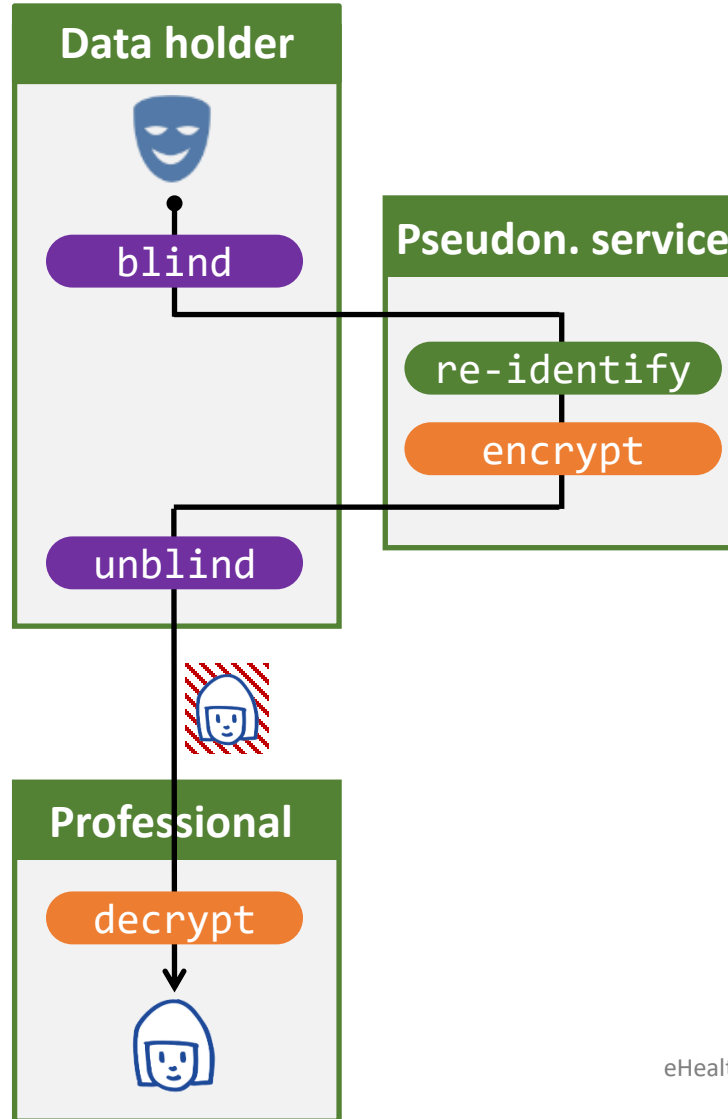 Data holder
blind
Pseudon. service
re-identify
encrypt
unblind
Professional
decrypt